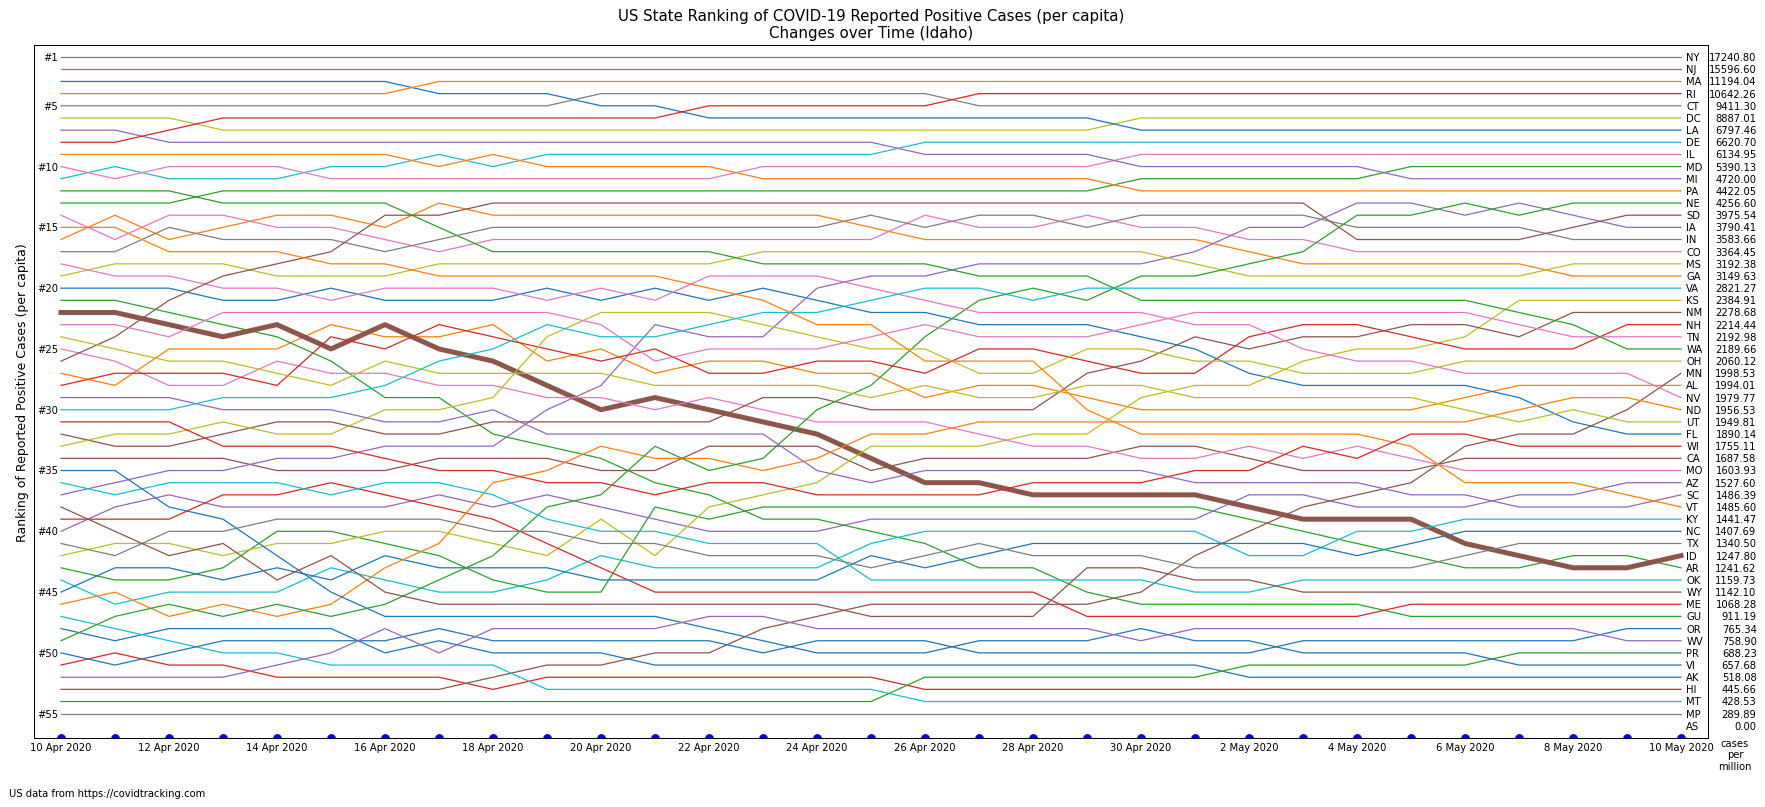 US State Ranking of COVID-19 Reported Positive Cases (per capita)
Changes over Time (Idaho)
Ranking of Reported Positive Cases (per capita)
#1
#5
#10
#15
#20
#25
#30
#35
#40
#45
#50
#55
NY 17240.80
NJ 15596.60
MA 11194.04
RI 10642.26
CT 9411.30
DC 8887.01
LA 6797.46
DE 6620.70
IL 6134.95
MD 5390.13
MI 4720.00
PA 4422.05
NE 4256.60
SD 3975.54
IA 3790.41
IN 3583.66
CO 3364.45
MS 3192.38
GA 3149.63
VA 2821.27
KS 2384.91
NM 2278.68
NH 2214.44
TN 2192.98
WA 2189.66
OH 2060.12
MN 1998.53
AL 1994.01
NV 1979.77
ND 1956.53
UT 1949.81
FL 1890.14
WI 1755.11
CA 1687.58
MO 1603.93
AZ 1527.60
SC 1486.39
VT 1485.60
KY 1441.47
NC 1407.69
TX 1340.50
ID 1247.80
AR 1241.62
OK 1159.73
WY 1142.10
ME 1068.28
GU 911.19
OR 765.34
WV 758.90
PR 688.23
VI 657.68
AK 518.08
HI 445.66
MT 428.53
MP 289.89
AS 0.00
10 Apr 2020 12 Apr 2020 14 Apr 2020 16 Apr 2020 18 Apr 2020 20 Apr 2020 22 Apr 2020 24 Apr 2020 26 Apr 2020 28 Apr 2020 30 Apr 2020 2 May 2020 4 May 2020 6 May 2020 8 May 2020 10 May 2020
cases
per
million
US data from https://covidtracking.com